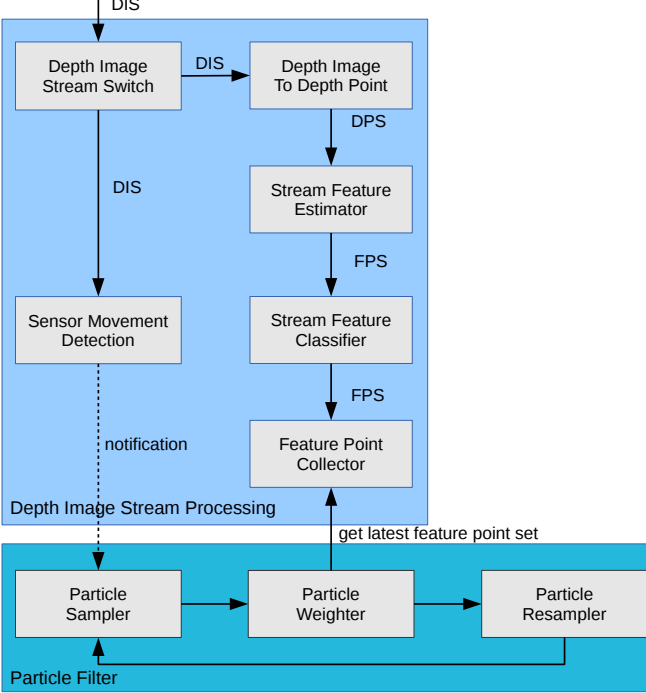 DIS
Depth Image
Stream Switch
DIS
Depth Image
To Depth Point
DPS
DIS
Stream Feature
Estimator
FPS
Sensor Movement
Detection
Stream Feature
Classifier
FPS
notification
Feature Point
Collector
Depth Image Stream Processing
get latest feature point set
Particle
Sampler
Particle
Weighter
Particle
Resampler
Particle Filter